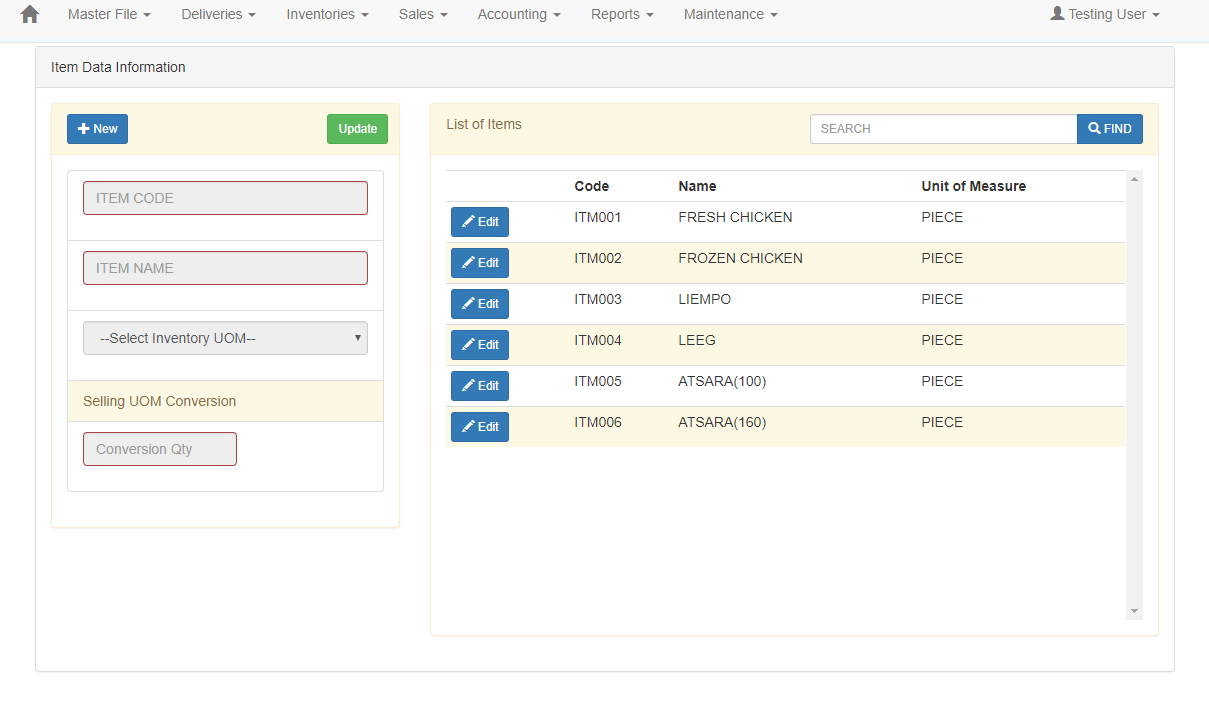 Master File Deliveries Inventories Sales Accounting Reports Maintenance Testing User
Item Data Information
New Update
ITEM CODE
ITEM NAME
--Select Inventory UOM--
Selling UOM Conversion
Conversion Qty
List of Items SEARCH FIND
Code Name Unit of Measure
Edit ITM001 FRESH CHICKEN PIECE
Edit ITM002 FROZEN CHICKEN PIECE
Edit ITM003 LIEMPO PIECE
Edit ITM004 LEEG PIECE
Edit ITM005 ATSARA(100) PIECE
Edit ITM006 ATSARA(160) PIECE